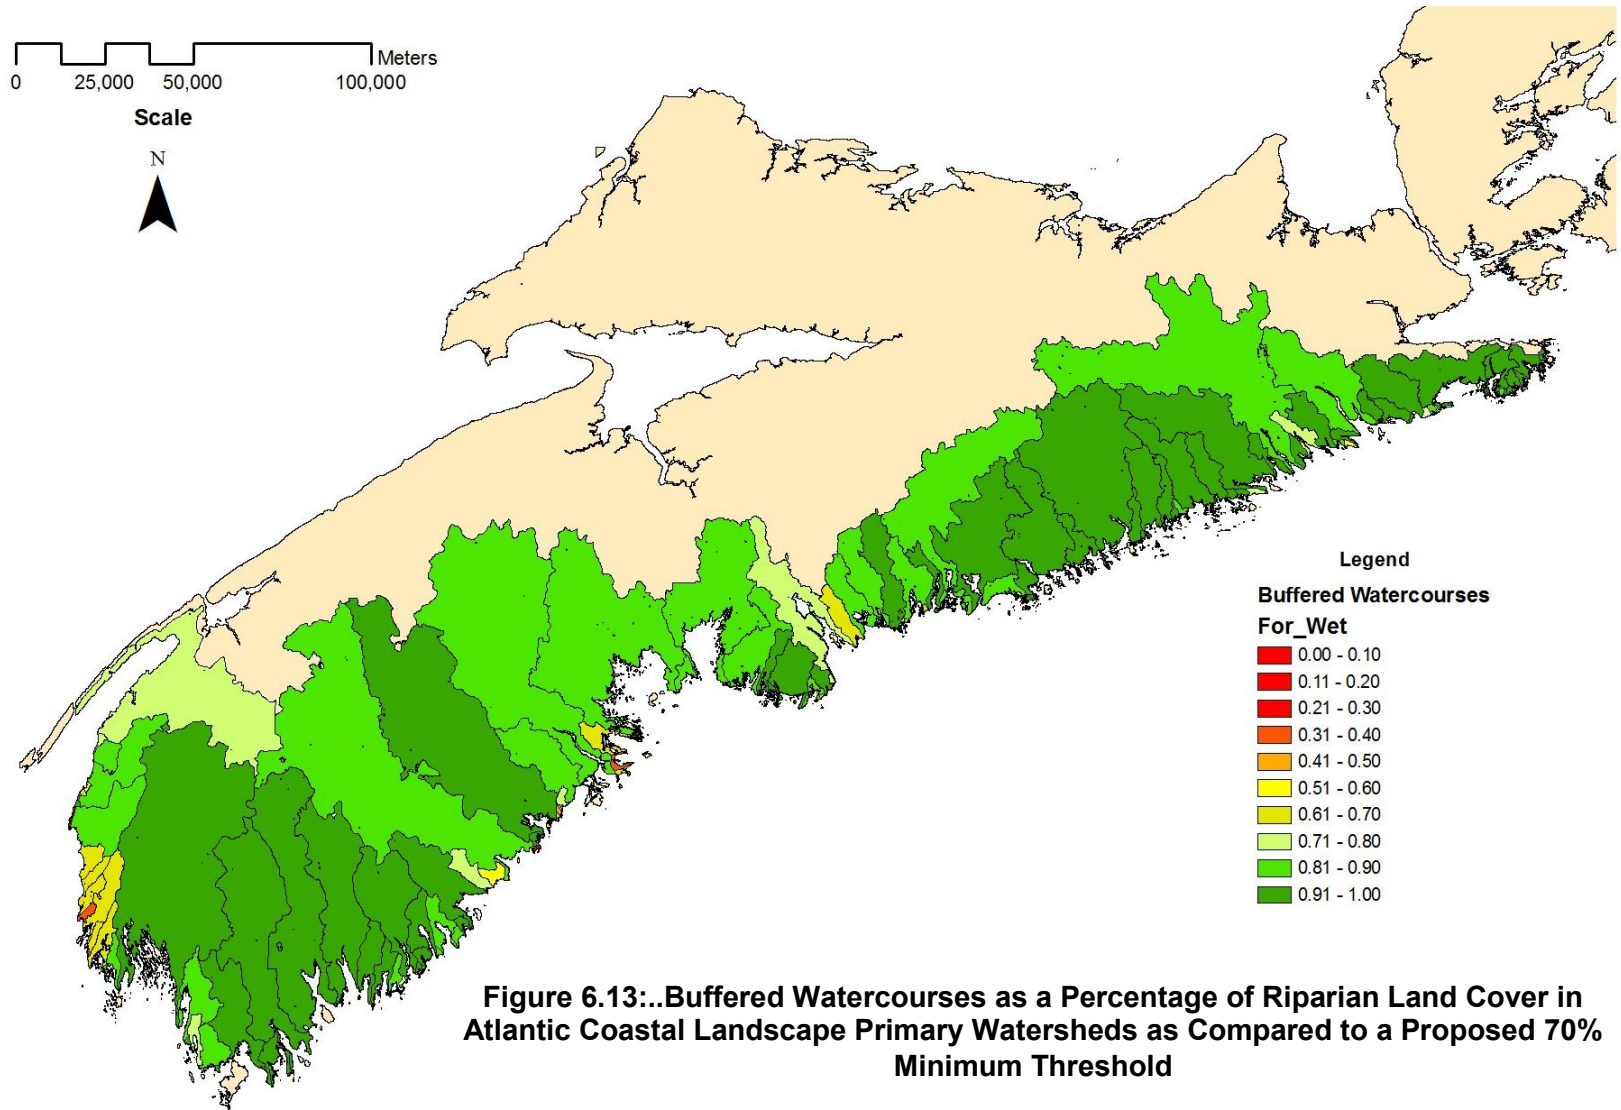 Meters
0 25,000 50,000 100,000
Scale
N
Legend
Buffered Watercourses
For_Wet
0.00 - 0.10
0.11 - 0.20
0.21 - 0.30
0.31 - 0.40
0.41 - 0.50
0.51 - 0.60
0.61 - 0.70
0.71 - 0.80
0.81 - 0.90
0.91 - 1.00
Figure 6.13:..Buffered Watercourses as a Percentage of Riparian Land Cover in
Atlantic Coastal Landscape Primary Watersheds as Compared to a Proposed 70%
Minimum Threshold